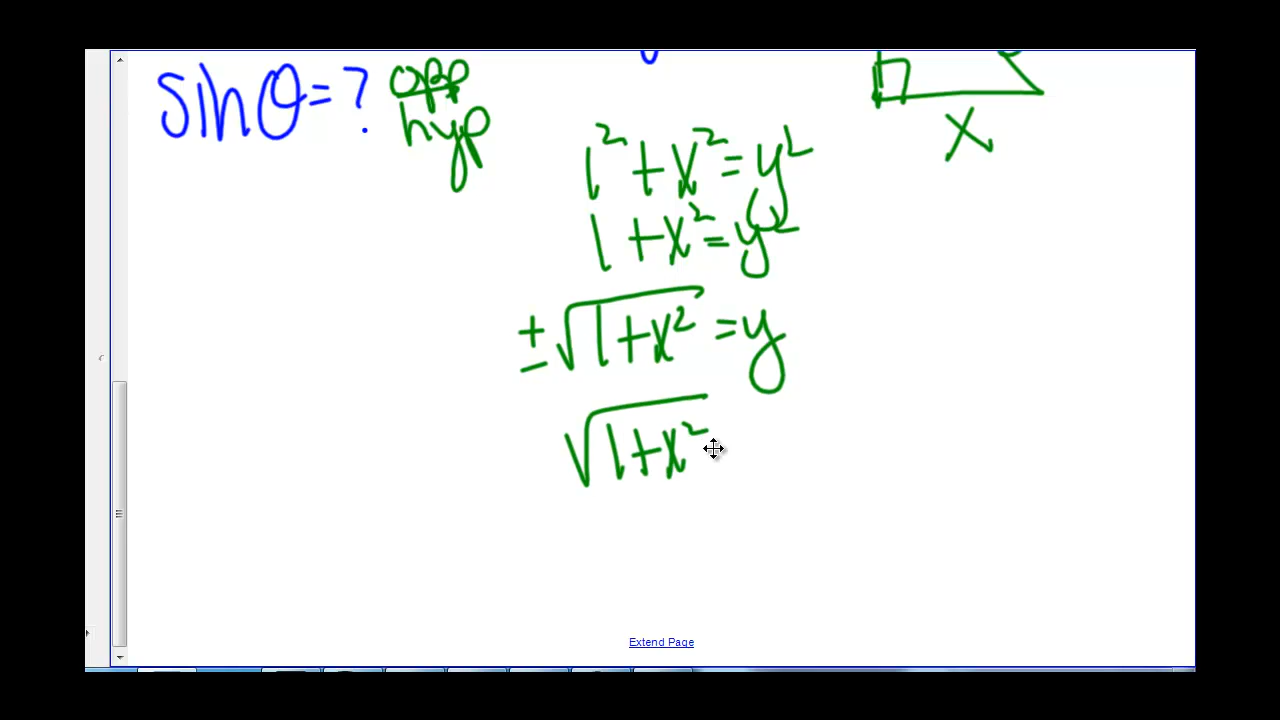 sinθ=? opp/hyp
x
1²+x²=y²
1+x²=y²
±√1+x² =y
√1+x²
Extend Page